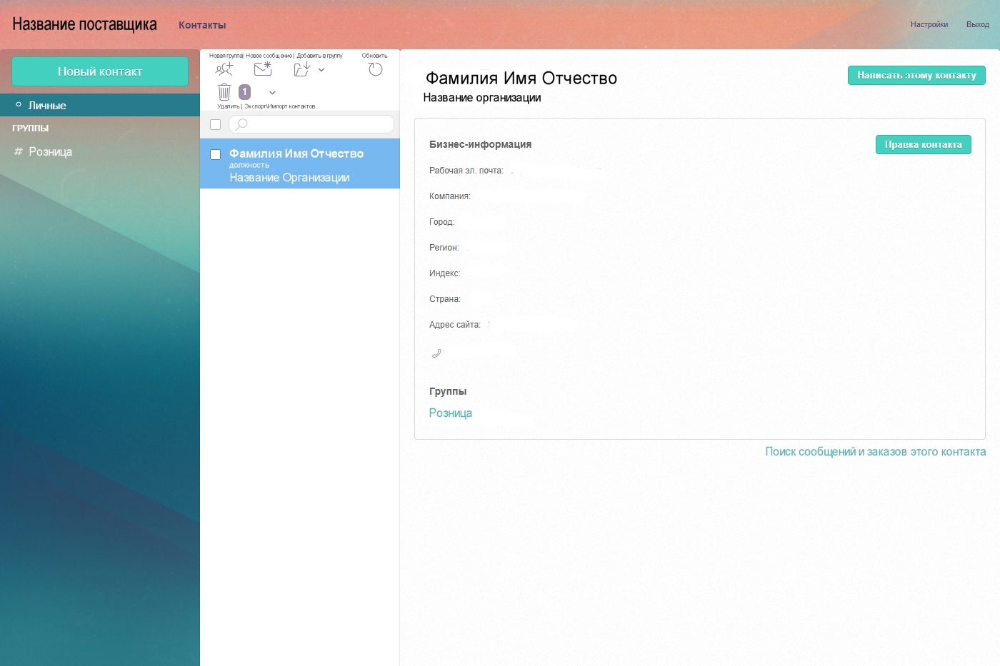 Название поставщика
Контакты
Настройки
Выход
Новый контакт
Личные
ГРУППЫ
# Розница
Новая группа| Новое сообщение | Добавить в группу
Обновить
1
Удалить | Экспорт\Импорт контактов
Фамилия Имя Отчество
должность
Название Организации
Фамилия Имя Отчество
Название организации
Написать этому контакту
Бизнес-информация
Правка контакта
Рабочая эл. почта:
Компания:
Город:
Регион:
Индекс:
Страна:
Адрес сайта:
Группы
Розница
Поиск сообщений и заказов этого контакта